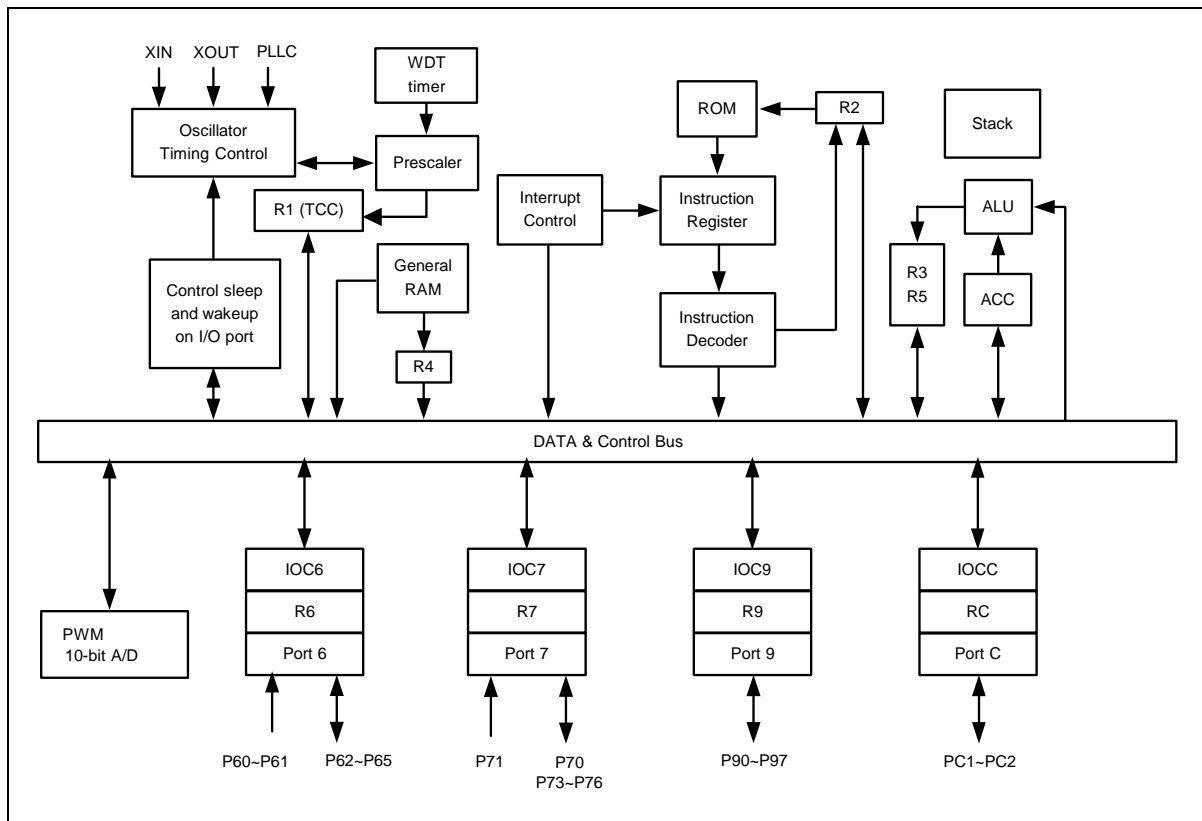 XIN XOUT PLLC
WDT
timer
Oscillator
Timing Control
Prescaler
R1 (TCC)
ROM
R2
Stack
Interrupt
Control
Instruction
Register
ALU
General
RAM
Control sleep
and wakeup
on I/O port
R4
Instruction
Decoder
R3
R5
ACC
DATA & Control Bus
PWM
10-bit A/D
IOC6
R6
Port 6
P60~P61
P62~P65
IOC7
R7
Port 7
P71
P70
P73~P76
IOC9
R9
Port 9
P90~P97
IOCC
RC
Port C
PC1~PC2